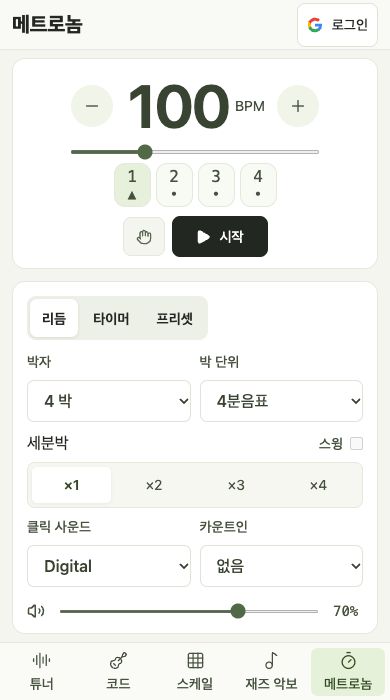 메트로놈
로그인
100 BPM
1 2 3 4
시작
리듬 타이머 프리셋
박자 박 단위
4 박 4분음표
세분박 스윙
×1 ×2 ×3 ×4
클릭 사운드 카운트인
Digital 없음
70%
튜너 코드 스케일 재즈 악보 메트로놈